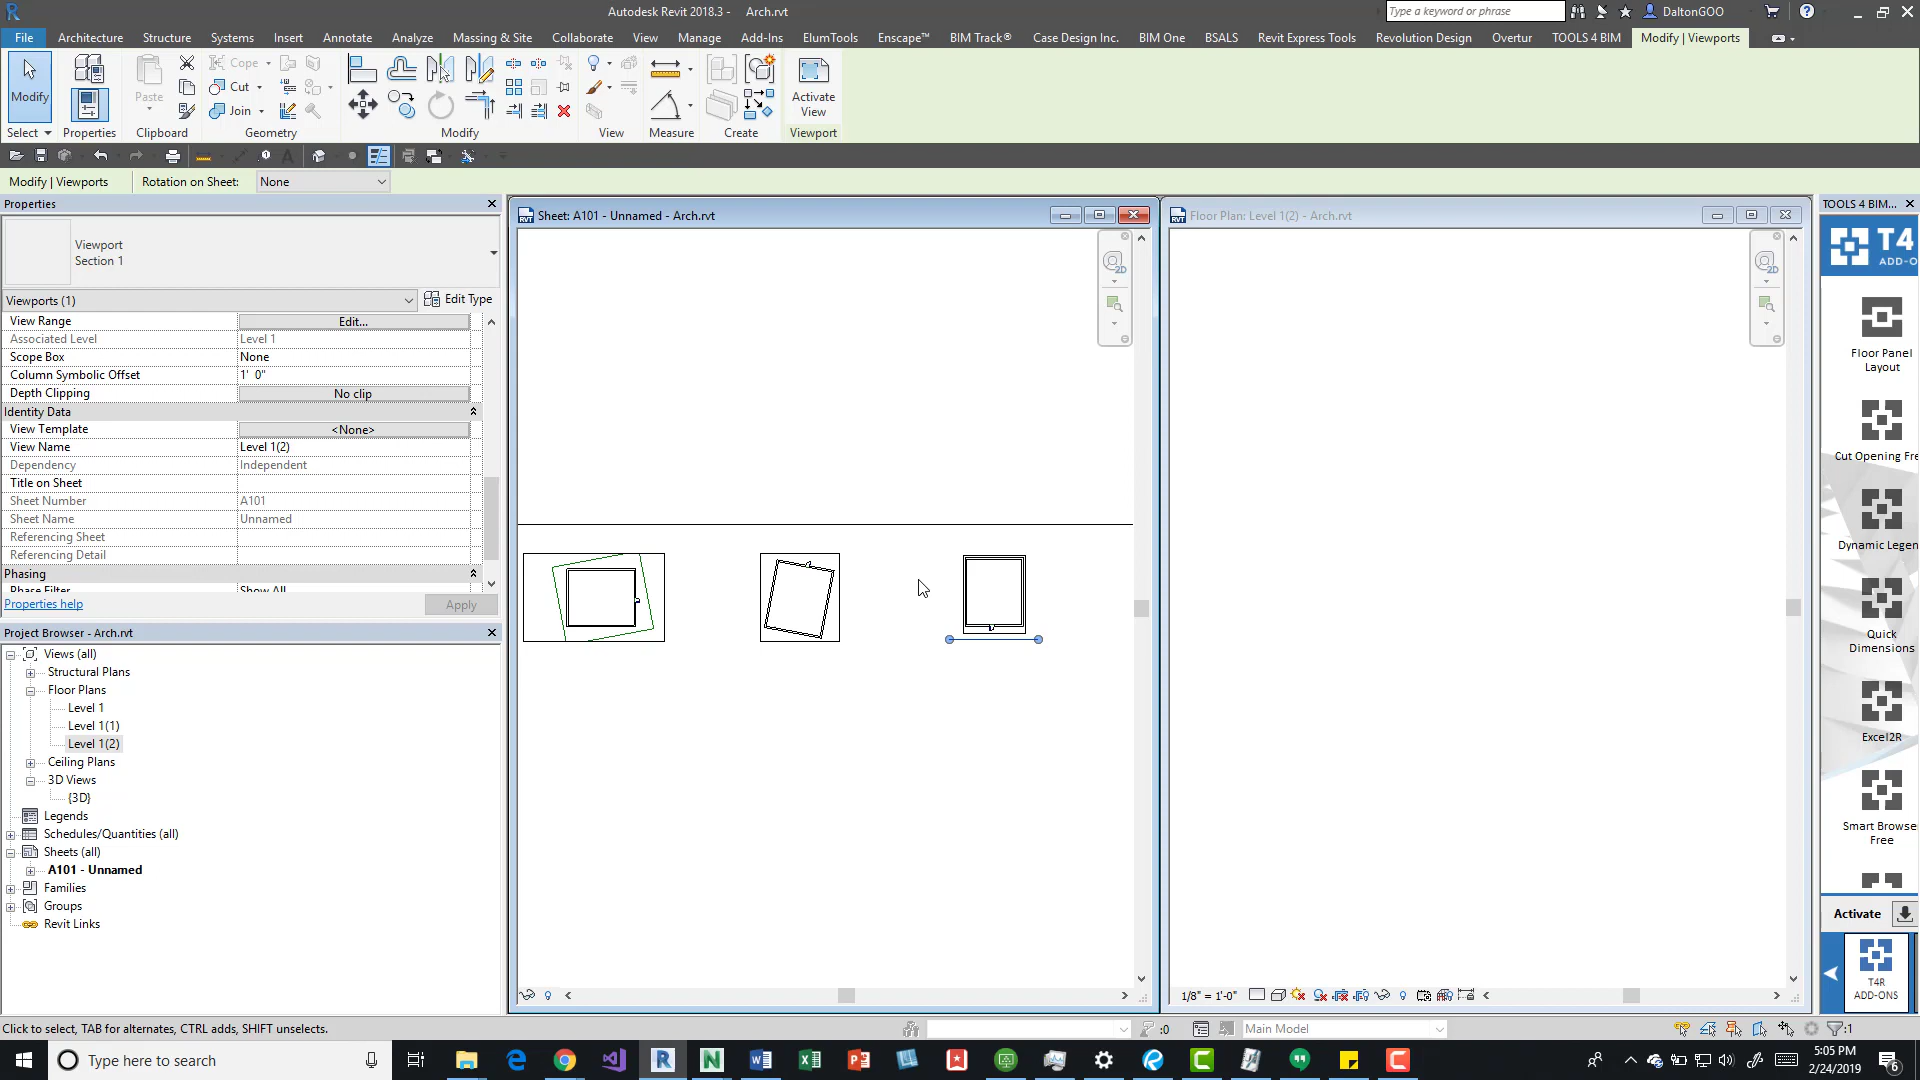 Autodesk Revit 2018.3 -    Arch.rvt
Type a keyword or phrase
DaltonGOO
File
Architecture
Structure
Systems
Insert
Annotate
Analyze
Massing & Site
Collaborate
View
Manage
Add-Ins
ElumTools
Enscape™
BIM Track®
Case Design Inc.
BIM One
BSALS
Revit Express Tools
Revolution Design
Overtur
TOOLS 4 BIM
Modify | Viewports
Modify
Paste
Cope
Cut
Join
Activate
View
Select
Properties
Clipboard
Geometry
Modify
View
Measure
Create
Viewport
Modify | Viewports
Rotation on Sheet:
None
Properties
Viewport
Section 1
Viewports (1)
Edit Type
View Range
Edit...
Associated Level
Level 1
Scope Box
None
Column Symbolic Offset
1'  0"
Depth Clipping
No clip
Identity Data
View Template
<None>
View Name
Level 1(2)
Dependency
Independent
Title on Sheet
Sheet Number
A101
Sheet Name
Unnamed
Referencing Sheet
Referencing Detail
Phasing
Phase Filter
Show All
Properties help
Apply
Project Browser - Arch.rvt
Views (all)
Structural Plans
Floor Plans
Level 1
Level 1(1)
Level 1(2)
Ceiling Plans
3D Views
{3D}
Legends
Schedules/Quantities (all)
Sheets (all)
A101 - Unnamed
Families
Groups
Revit Links
Sheet: A101 - Unnamed - Arch.rvt
2D
Floor Plan: Level 1(2) - Arch.rvt
2D
1/8" = 1'-0"
TOOLS 4 BIM...
T4
ADD-O
Floor Panel
Layout
Cut Opening Fre
Dynamic Legen
Quick
Dimensions
Excel2R
Smart Browse
Free
Activate
T4R
ADD-ONS
Click to select, TAB for alternates, CTRL adds, SHIFT unselects.
:0
Main Model
:1
Type here to search
5:05 PM
2/24/2019
6